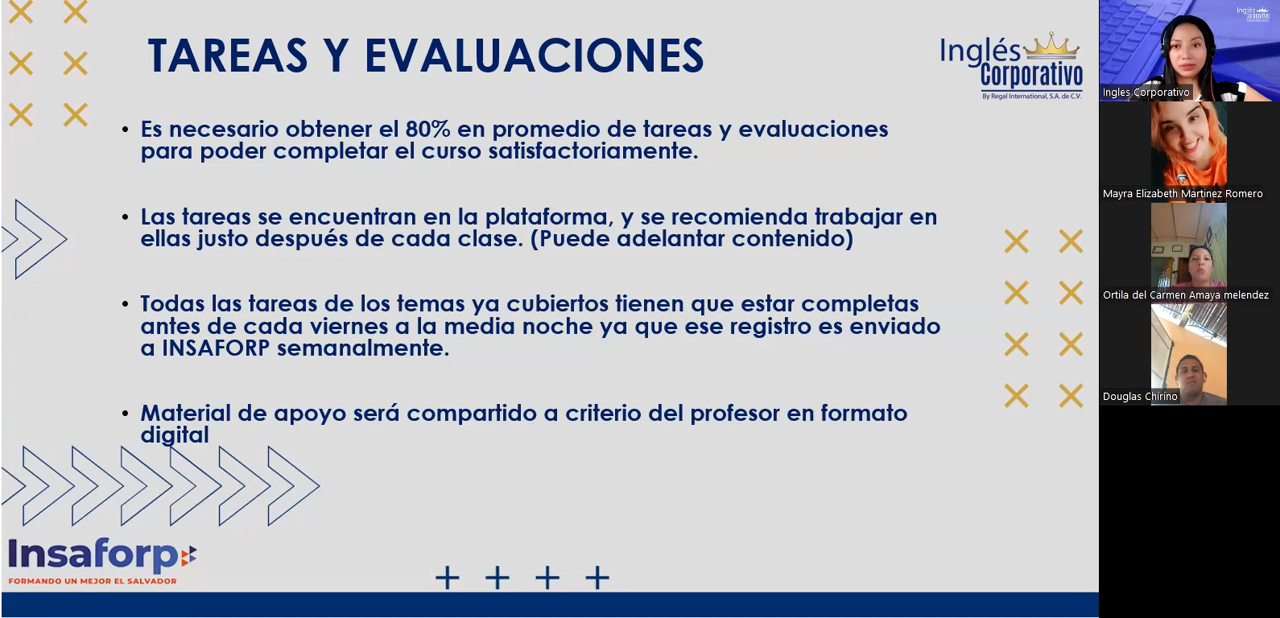 TAREAS Y EVALUACIONES
Inglés
Corporativo
By Regal International, S.A. de C.V.
• Es necesario obtener el 80% en promedio de tareas y evaluaciones
para poder completar el curso satisfactoriamente.
• Las tareas se encuentran en la plataforma, y se recomienda trabajar en
ellas justo después de cada clase. (Puede adelantar contenido)
• Todas las tareas de los temas ya cubiertos tienen que estar completas
antes de cada viernes a la media noche ya que ese registro es enviado
a INSAFORP semanalmente.
• Material de apoyo será compartido a criterio del profesor en formato
digital
Insaforp
FORMANDO UN MEJOR EL SALVADOR
Ingles Corporativo
Mayra Elizabeth Martinez Romero
Ortila del Carmen Amaya melendez
Douglas Chirino